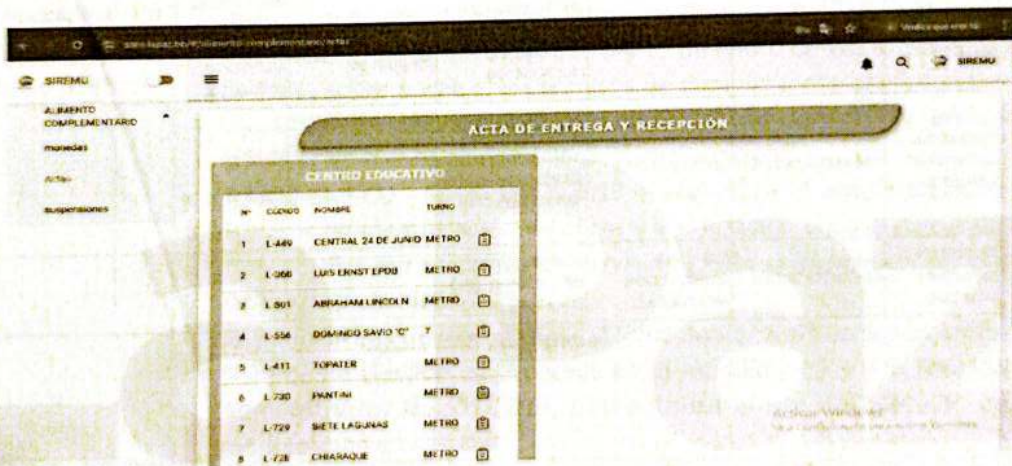 SIREMU
SIREMU
ALIMENTO
COMPLEMENTARIO
monedas
Actas
suspensiones
ACTA DE ENTREGA Y RECEPCIÓN
CENTRO EDUCATIVO
N° CODIGO NOMBRE TURNO
1 L-449 CENTRAL 24 DE JUNIO METRO
2 LUIS ERNST EPDB METRO
3 L-501 ABRAHAM LINCOLN METRO
4 L-556 DOMINGO SAVIO "C" T
5 L-411 TOPATER METRO
6 L-730 PANTINI METRO
7 L-729 SIETE LAGUNAS METRO
8 L-728 CHIARAQUE METRO
Activar Windows